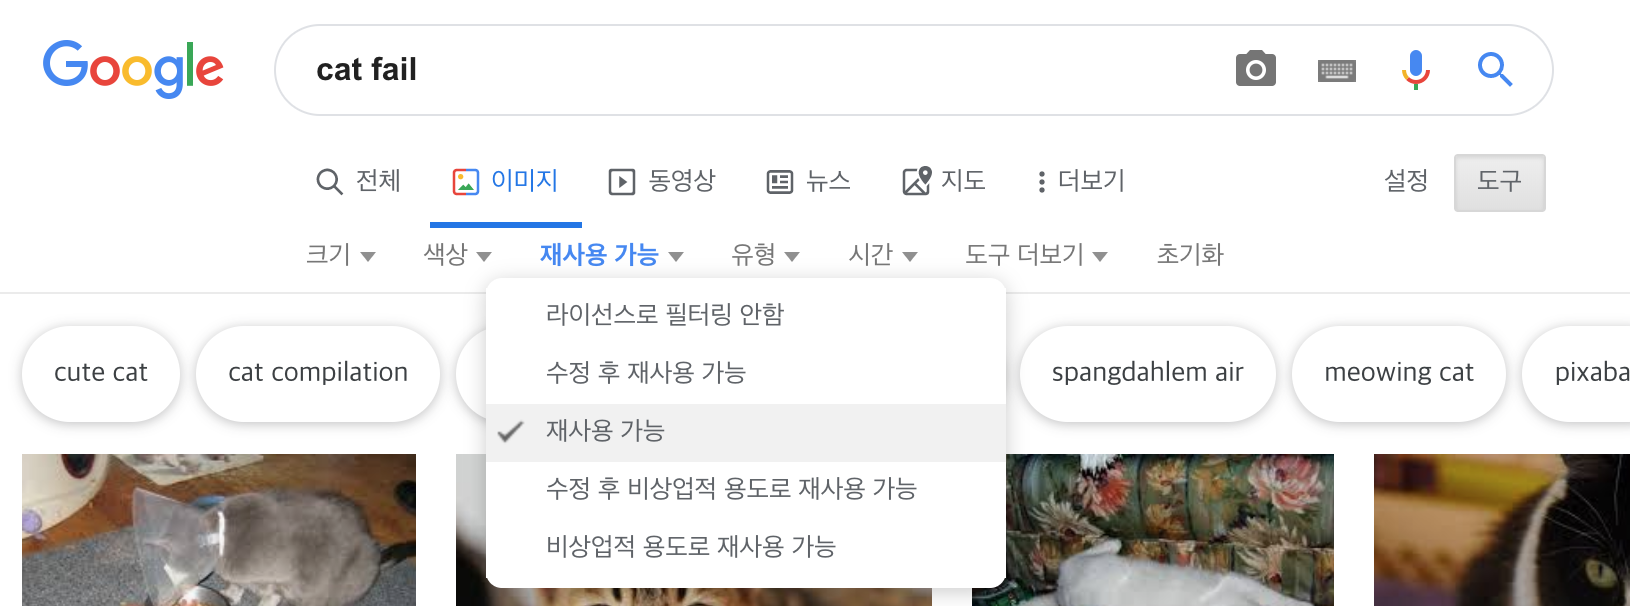 Google
cat fail
전체 이미지 동영상 뉴스 지도 더보기 설정 도구
크기 색상 재사용 가능 유형 시간 도구 더보기 초기화
라이선스로 필터링 안함
수정 후 재사용 가능
재사용 가능
수정 후 비상업적 용도로 재사용 가능
비상업적 용도로 재사용 가능
cute cat cat compilation spangdahlem air meowing cat pixaba